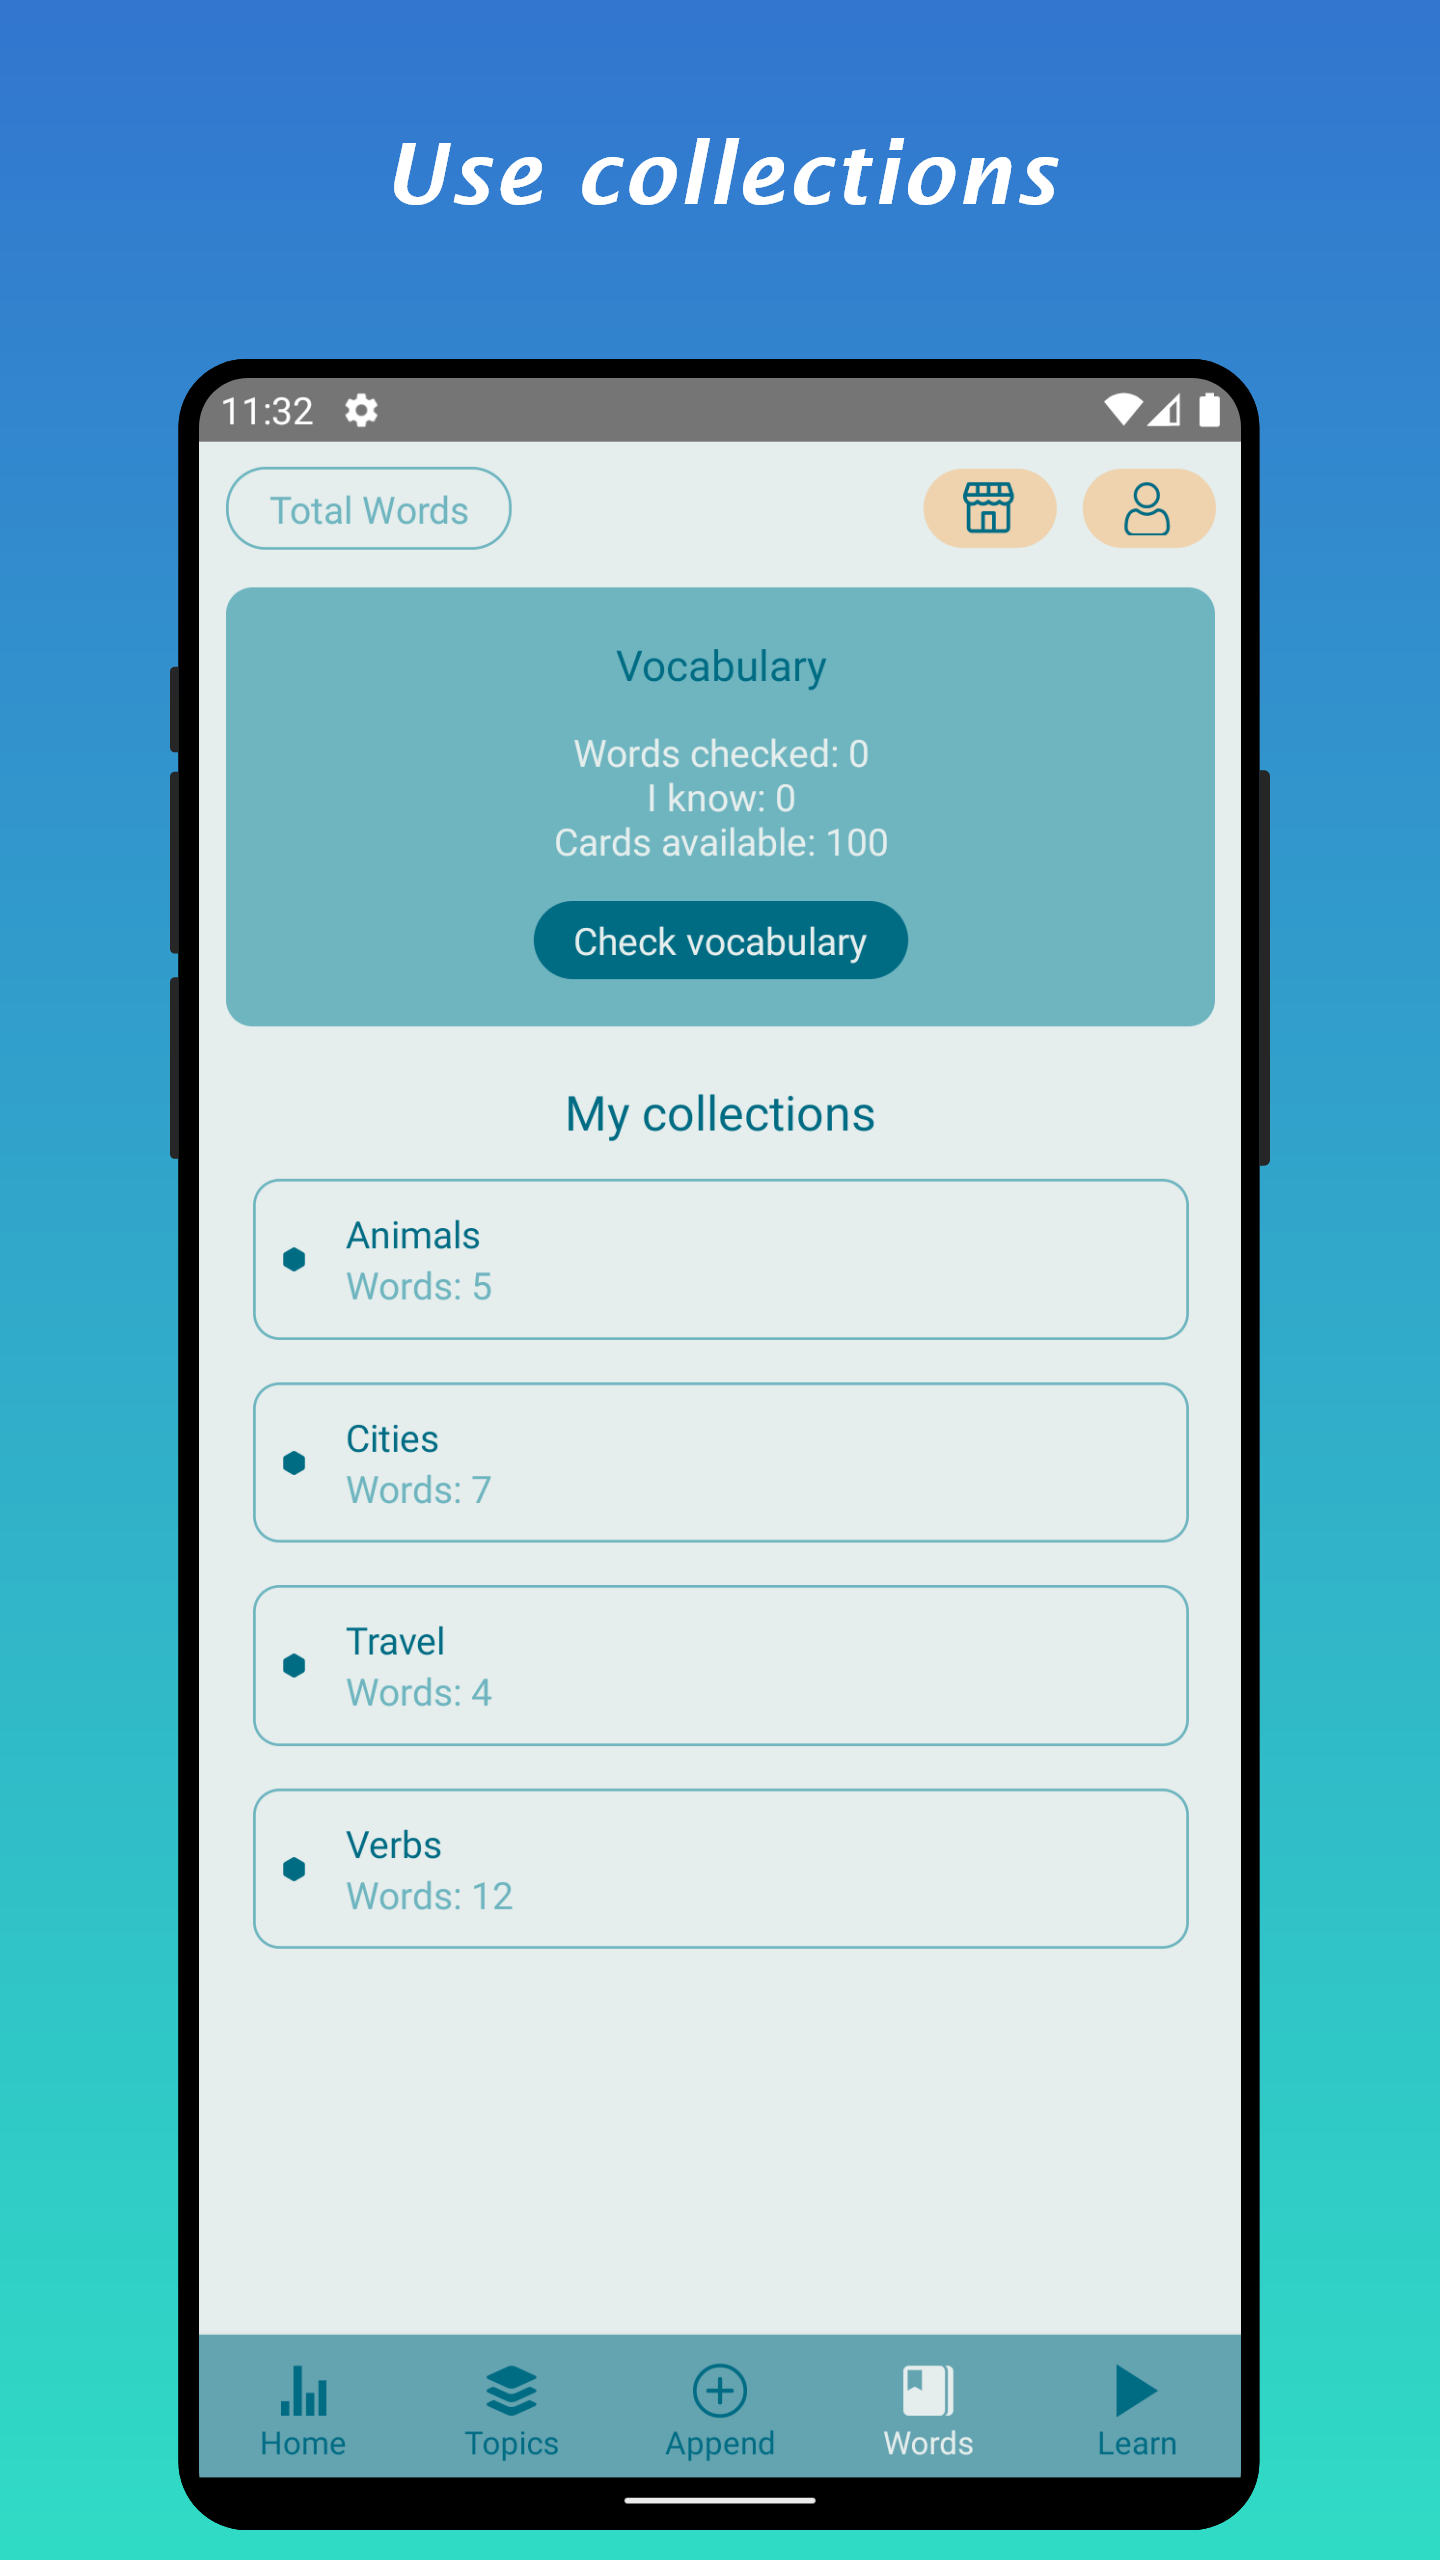 Use collections
11:32
Total Words
Vocabulary
Words checked: 0
I know: 0
Cards available: 100
Check vocabulary
My collections
Animals
Words: 5
Cities
Words: 7
Travel
Words: 4
Verbs
Words: 12
Home
Topics
Append
Words
Learn